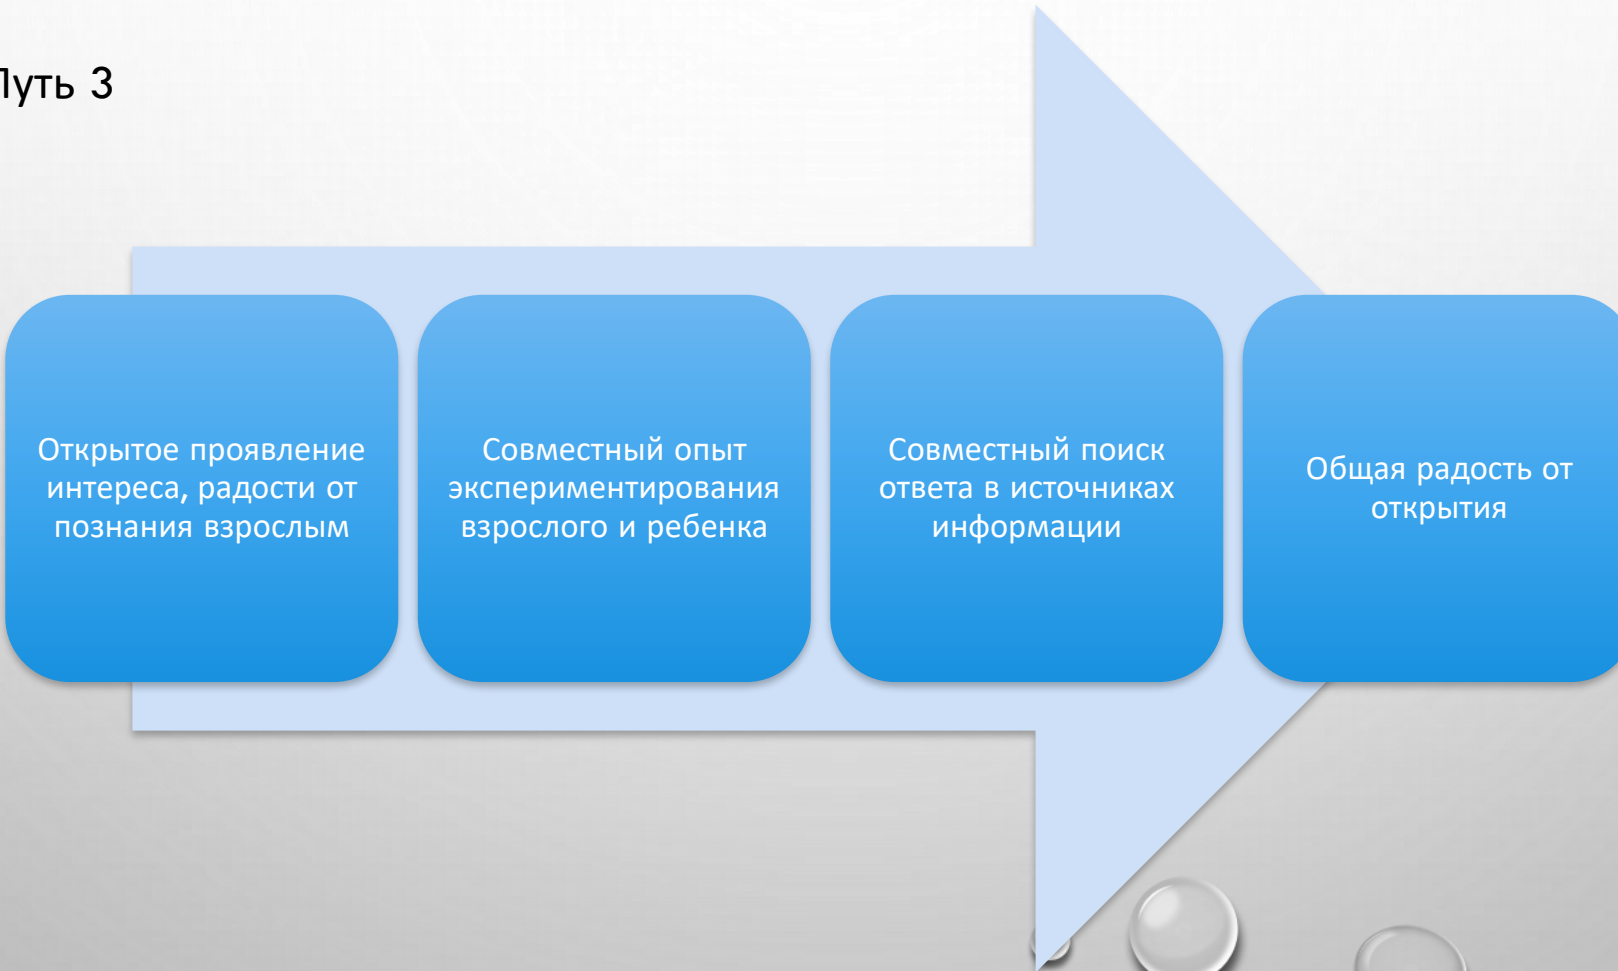 Путь 3
Открытое проявление
интереса, радости от
познания взрослым
Совместный опыт
экспериментирования
взрослого и ребенка
Совместный поиск
ответа в источниках
информации
Общая радость от
открытия